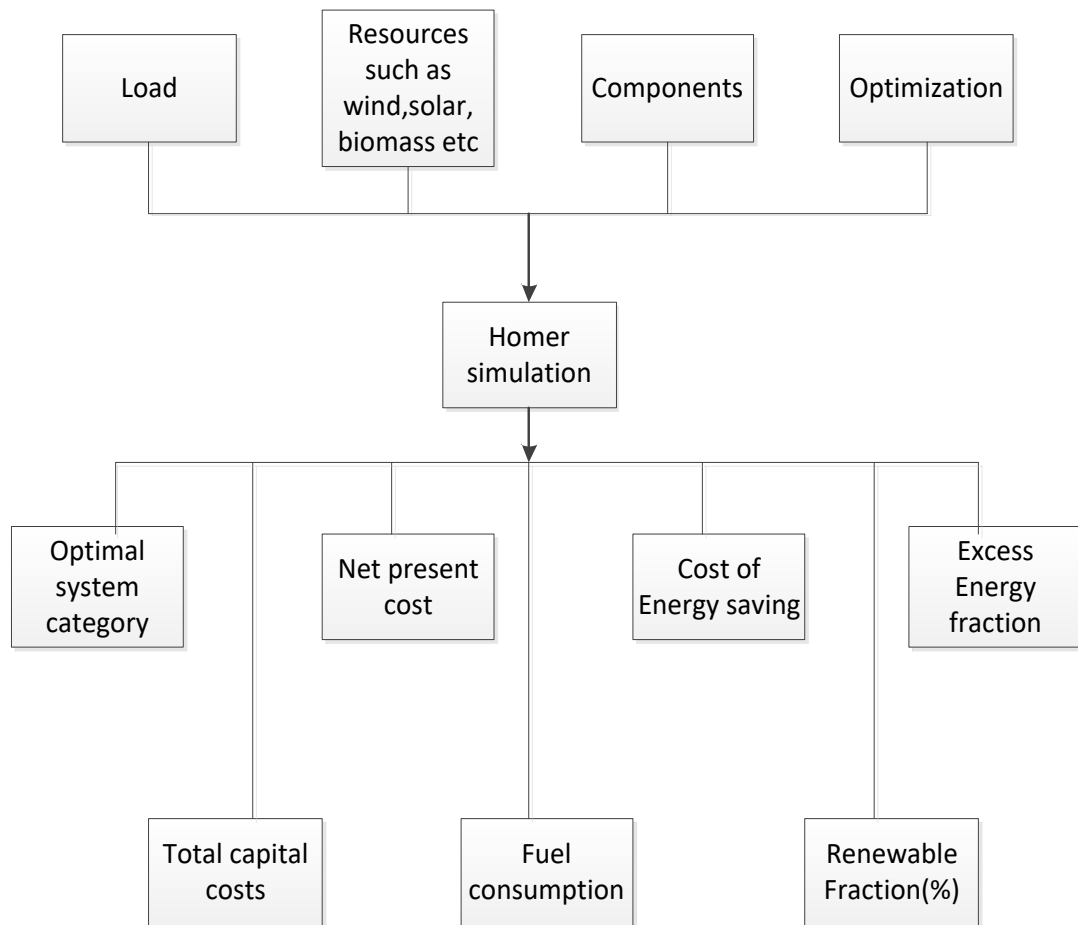 Load
Resources
such as
wind,solar,
biomass etc
Components
Optimization
Homer
simulation
Optimal
system
category
Net present
cost
Cost of
Energy saving
Excess
Energy
fraction
Total capital
costs
Fuel
consumption
Renewable
Fraction(%)